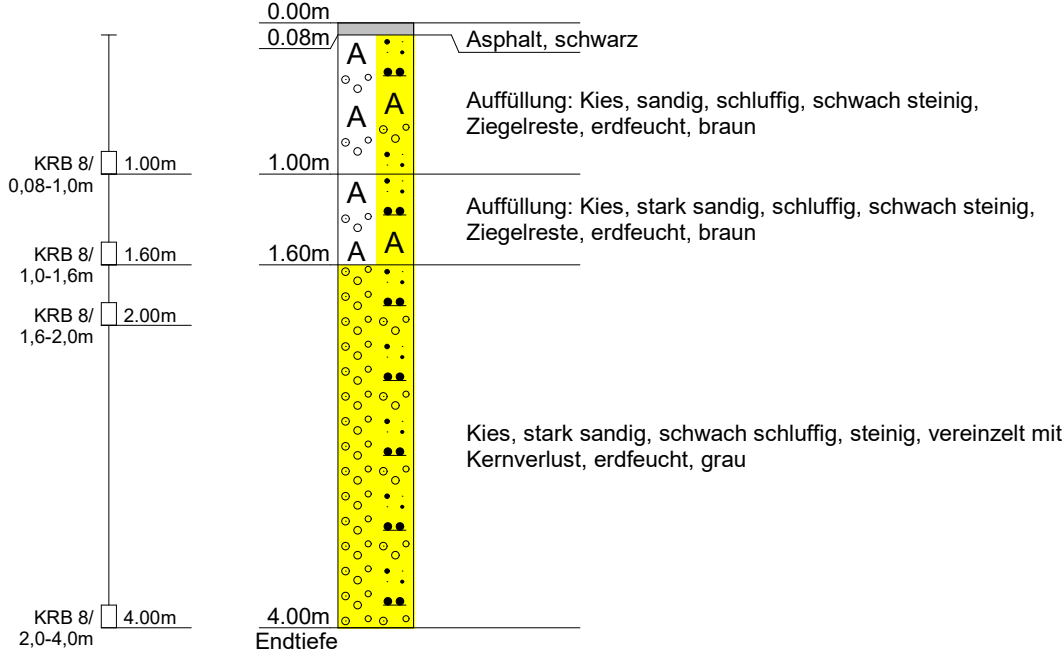 0.00m
0.08m
Asphalt, schwarz
A
A
A
Auffüllung: Kies, sandig, schluffig, schwach steinig,
Ziegelreste, erdfeucht, braun
KRB 8/
0,08-1,0m
1.00m
1.00m
A
A
A
Auffüllung: Kies, stark sandig, schluffig, schwach steinig,
Ziegelreste, erdfeucht, braun
KRB 8/
1,0-1,6m
1.60m
1.60m
KRB 8/
1,6-2,0m
2.00m
Kies, stark sandig, schwach schluffig, steinig, vereinzelt mit
Kernverlust, erdfeucht, grau
KRB 8/
2,0-4,0m
4.00m
4.00m
Endtiefe